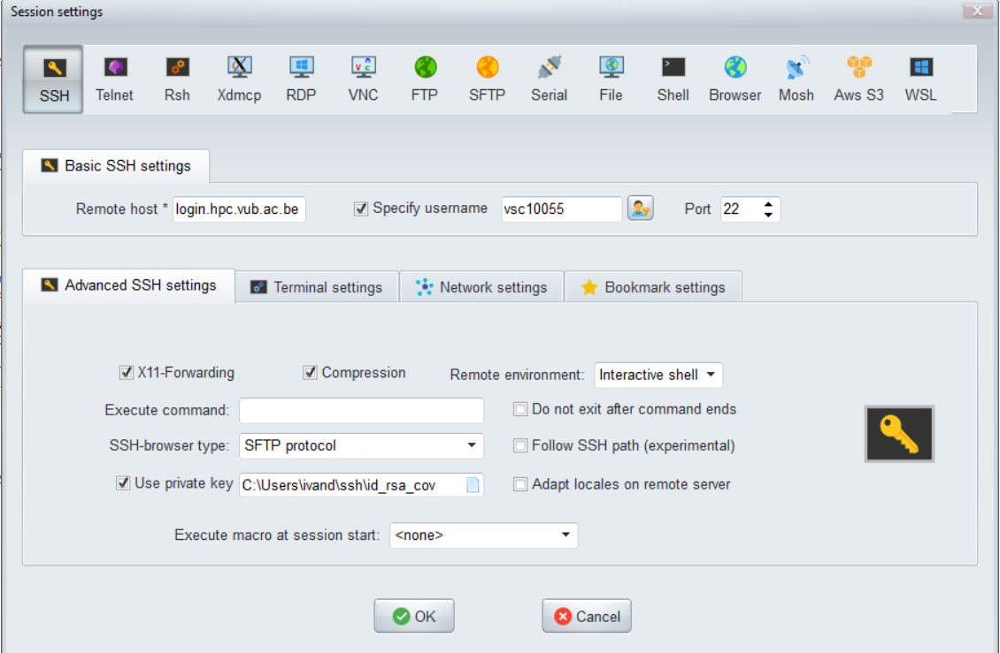 Session settings
SSH Telnet Rsh Xdmcp RDP VNC FTP SFTP Serial File Shell Browser Mosh Aws S3 WSL
Basic SSH settings
Remote host * login.hpc.vub.ac.be Specify username vsc10055 Port 22
Advanced SSH settings Terminal settings Network settings Bookmark settings
X11-Forwarding Compression Remote environment: Interactive shell
Execute command: Do not exit after command ends
SSH-browser type: SFTP protocol Follow SSH path (experimental)
Use private key C:\Users\ivand\ssh\id_rsa_cov Adapt locales on remote server
Execute macro at session start: <none>
OK Cancel